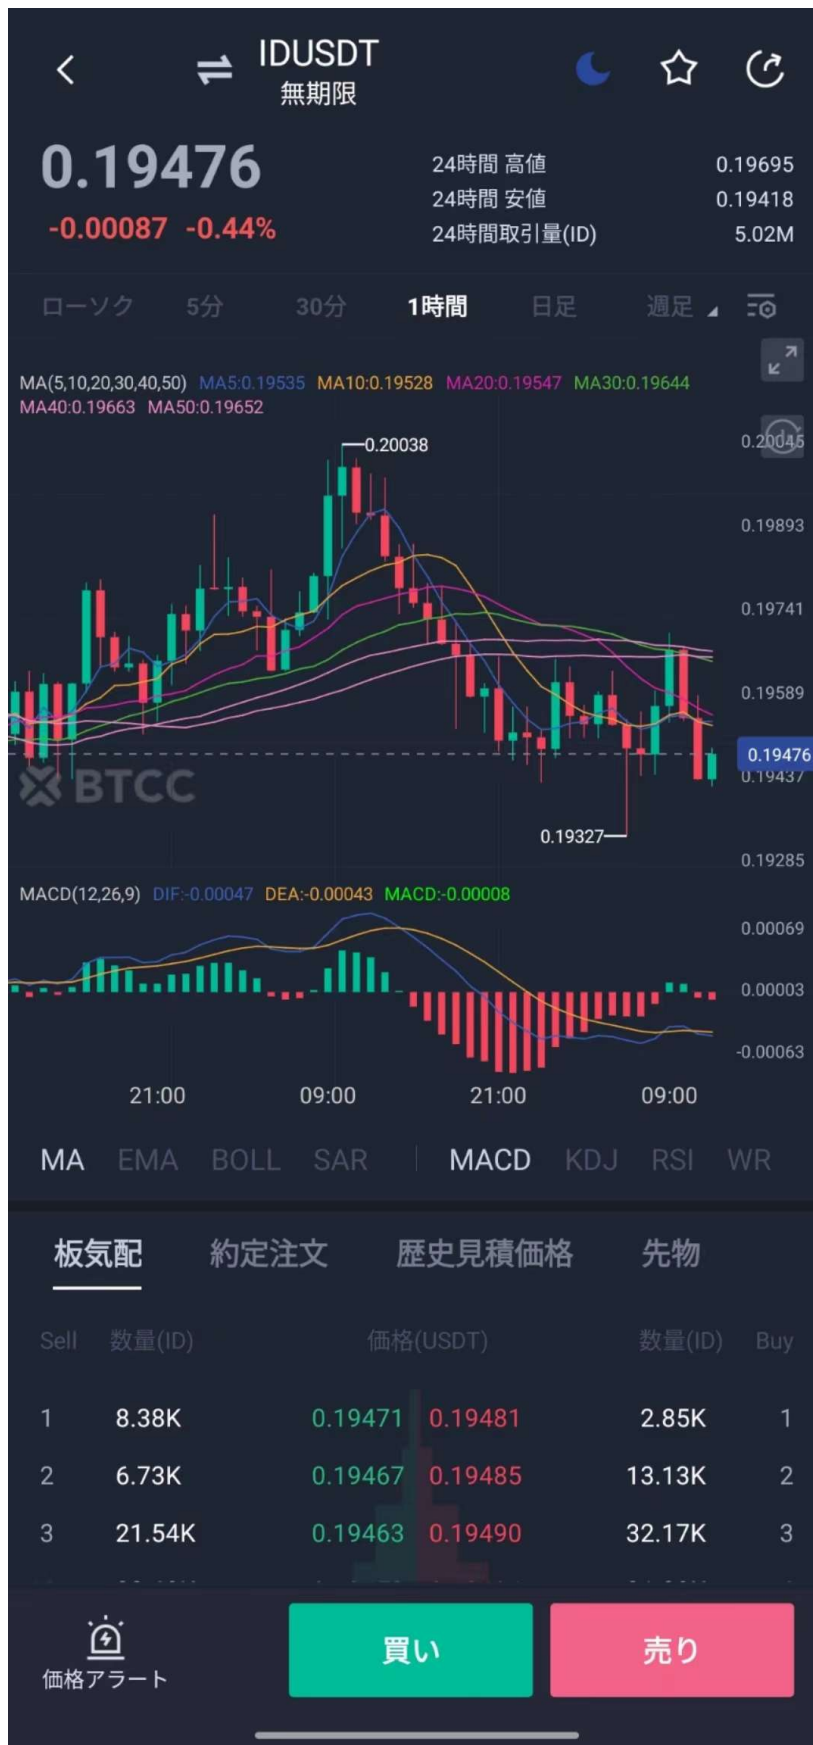 IDUSDT
無期限
0.19476
-0.00087 -0.44%
24時間 高値 0.19695
24時間 安値 0.19418
24時間取引量(ID) 5.02M
ローソク 5分 30分 1時間 日足 週足
MA(5,10,20,30,40,50) MA5:0.19535 MA10:0.19528 MA20:0.19547 MA30:0.19644
MA40:0.19663 MA50:0.19652
0.20038
0.20045
0.19893
0.19741
0.19589
0.19476
0.19437
BTCC
0.19327
0.19285
MACD(12,26,9) DIF:-0.00047 DEA:-0.00043 MACD:-0.00008
0.00069
0.00003
-0.00063
21:00 09:00 21:00 09:00
MA EMA BOLL SAR MACD KDJ RSI WR
板気配 約定注文 歴史見積価格 先物
Sell 数量(ID) 価格(USDT) 数量(ID) Buy
1 8.38K 0.19471 0.19481 2.85K 1
2 6.73K 0.19467 0.19485 13.13K 2
3 21.54K 0.19463 0.19490 32.17K 3
価格アラート
買い
売り